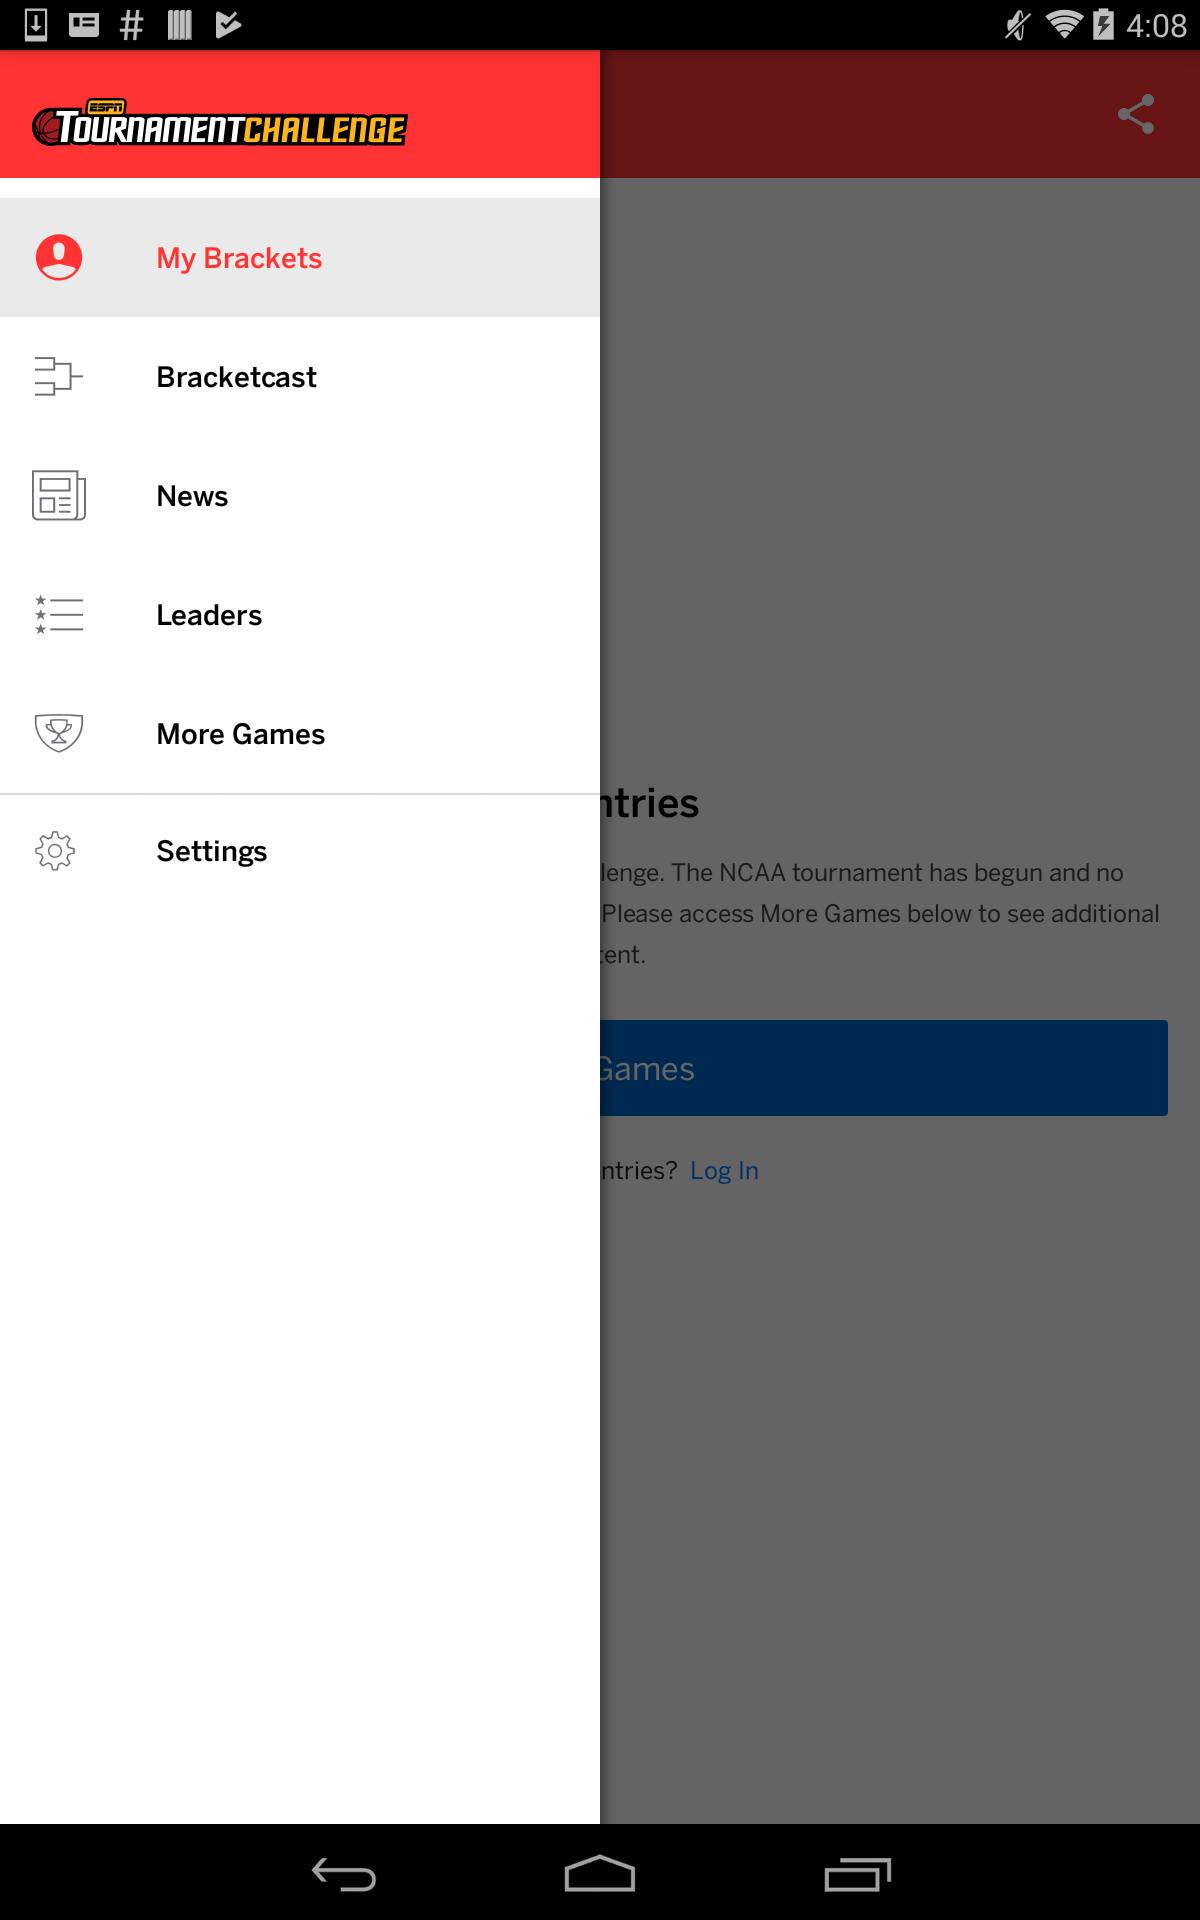 4:08
ESPN
TOURNAMENTCHALLENGE
My Brackets
Bracketcast
News
Leaders
More Games
Settings
ntries
lenge. The NCAA tournament has begun and no
Please access More Games below to see additional
tent.
Games
ntries? Log In